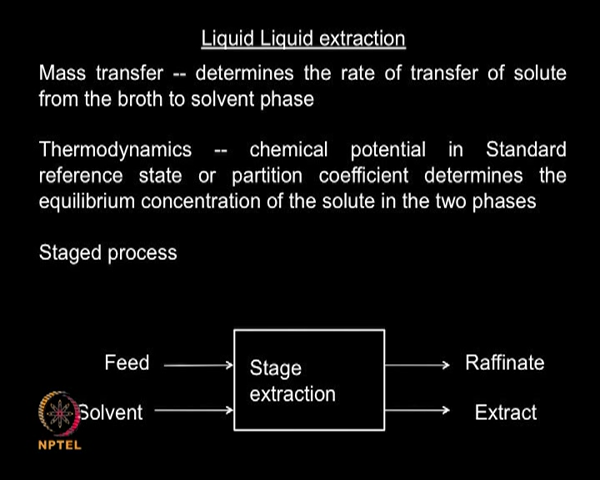 Liquid Liquid extraction
Mass transfer -- determines the rate of transfer of solute
from the broth to solvent phase
Thermodynamics -- chemical potential in Standard
reference state or partition coefficient determines the
equilibrium concentration of the solute in the two phases
Staged process
Feed
Stage
extraction
Raffinate
Solvent
Extract
NPTEL